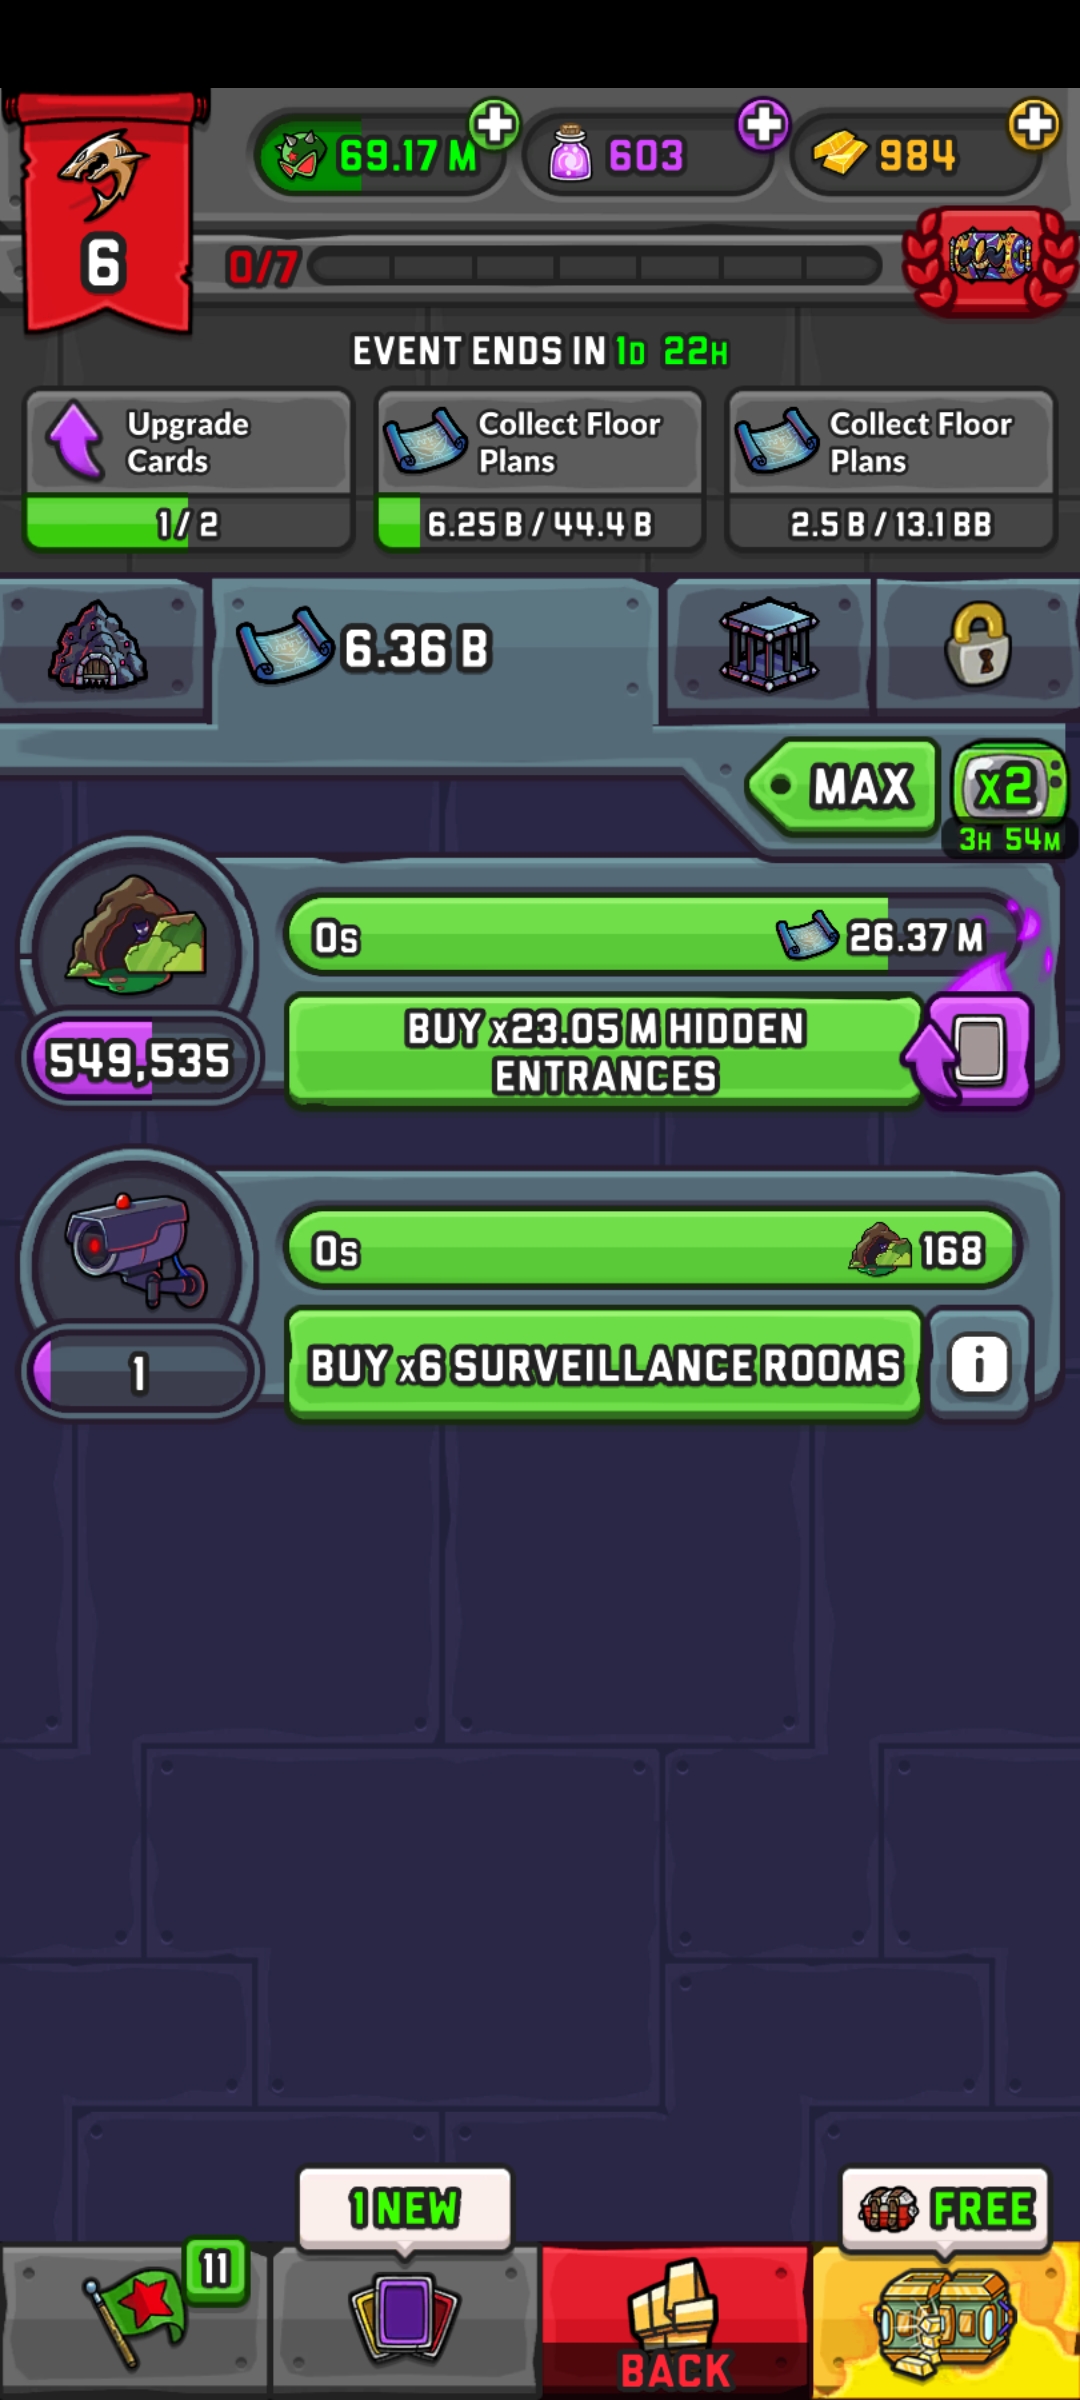 69.17 M
603
984
6
0/7
EVENT ENDS IN 1D 22H
Upgrade
Cards
1 / 2
Collect Floor
Plans
6.25 B / 44.4 B
Collect Floor
Plans
2.5 B / 13.1 BB
6.36 B
MAX
x2
3H 54M
0s
26.37 M
549,535
BUY x23.05 M HIDDEN
ENTRANCES
0s
168
1
BUY x6 SURVEILLANCE ROOMS
i
11
1 NEW
BACK
FREE